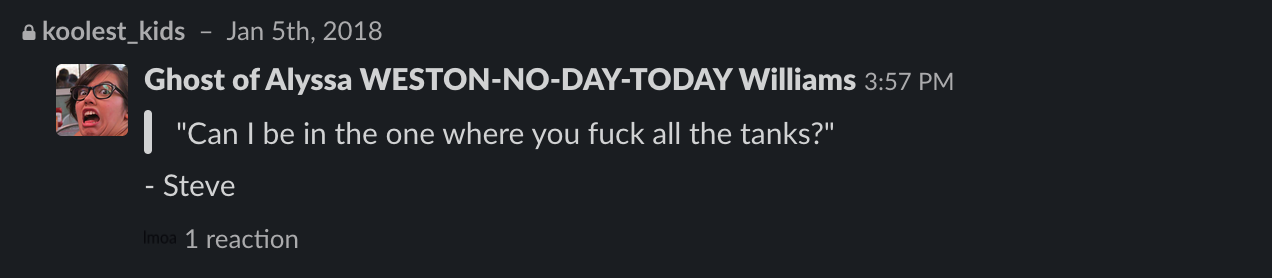 koolest_kids – Jan 5th, 2018
Ghost of Alyssa WESTON-NO-DAY-TODAY Williams 3:57 PM
"Can I be in the one where you fuck all the tanks?"
- Steve
lmoa 1 reaction